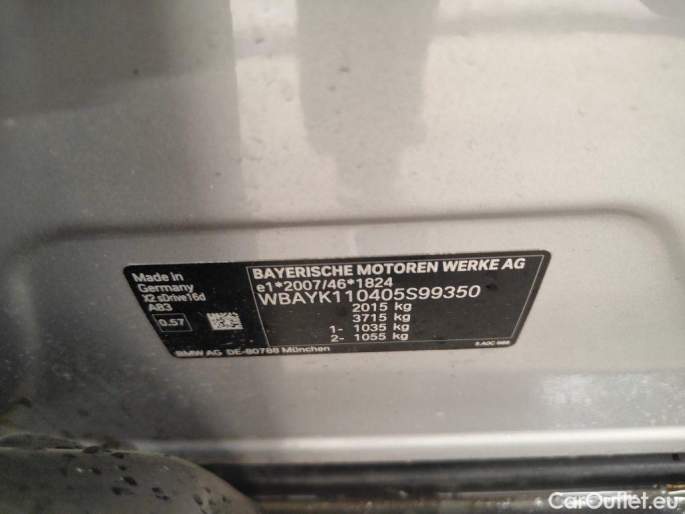 Made in
Germany
X2 sDrive16d
A83
0.57
BAYERISCHE MOTOREN WERKE AG
e1*2007/46*1824
WBAYK110405S99350
2015 kg
3715 kg
1- 1035 kg
2- 1055 kg
BMW AG DE-80788 München
CarOutlet.eu